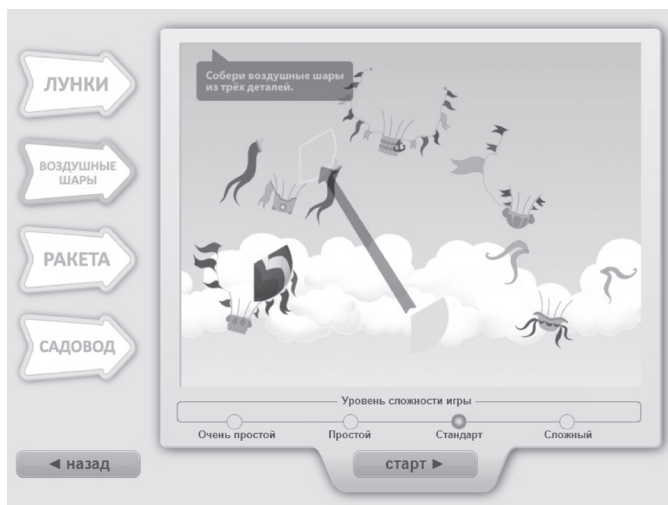 ЛУНКИ
ВОЗДУШНЫЕ
ШАРЫ
РАКЕТА
САДОВОД
◄ назад
Собери воздушные шары
из трёх деталей.
Уровень сложности игры
Очень простой
Простой
Стандарт
Сложный
старт ►